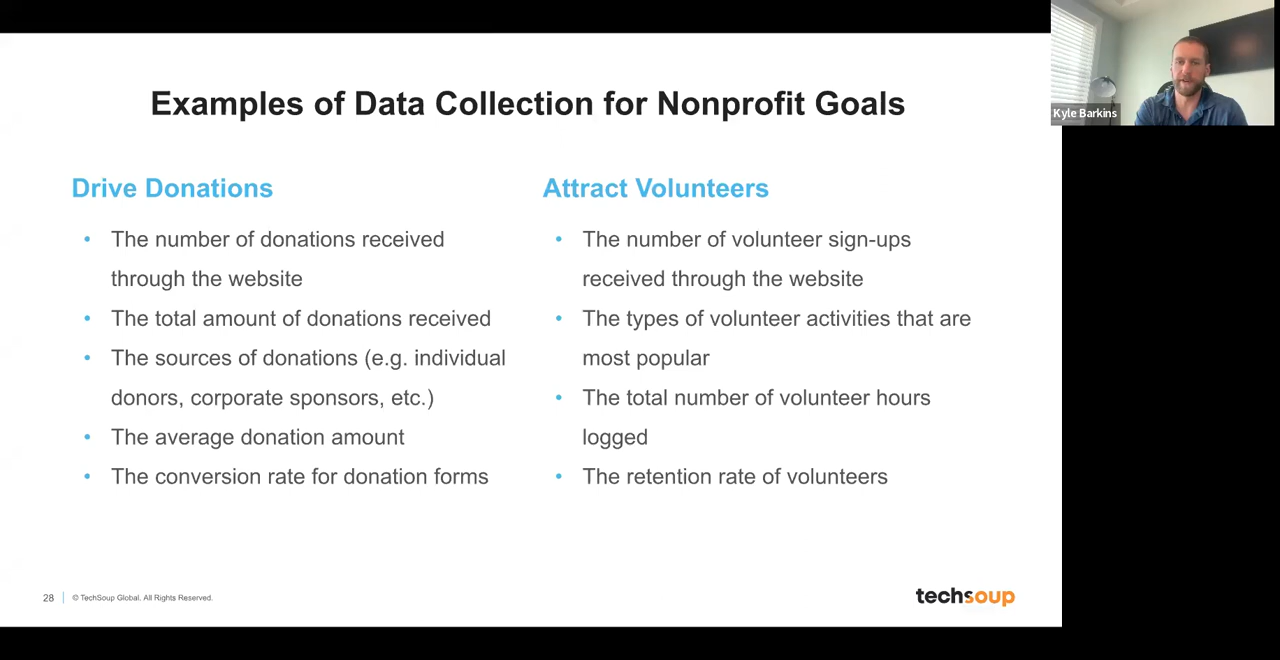 Examples of Data Collection for Nonprofit Goals
Drive Donations
• The number of donations received
through the website
• The total amount of donations received
• The sources of donations (e.g. individual
donors, corporate sponsors, etc.)
• The average donation amount
• The conversion rate for donation forms
Attract Volunteers
• The number of volunteer sign-ups
received through the website
• The types of volunteer activities that are
most popular
• The total number of volunteer hours
logged
• The retention rate of volunteers
28 | © TechSoup Global. All Rights Reserved.
techsoup
Kyle Barkins